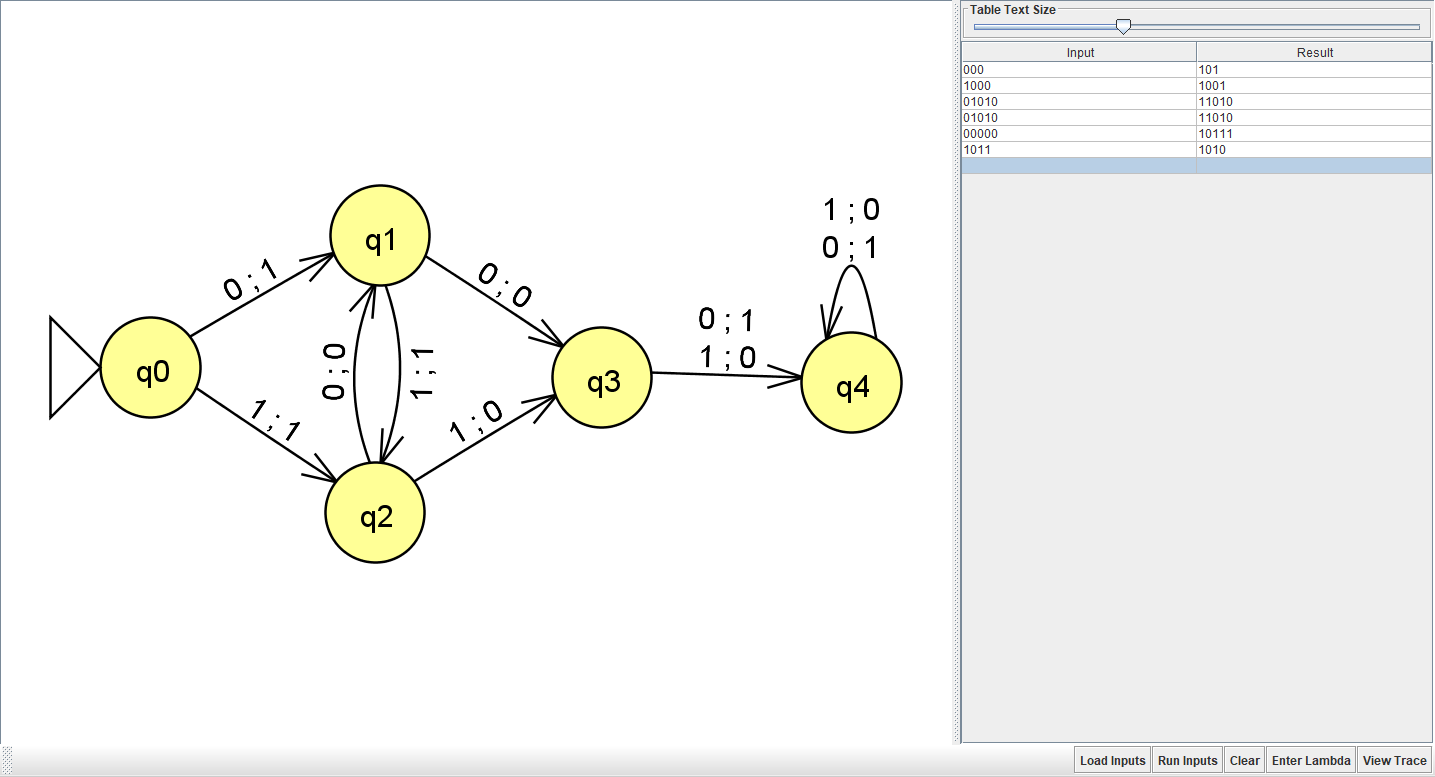 q0
0 ; 1
1 ; 1
q1
0 ; 0
1 ; 1
q2
0 ; 0
1 ; 0
q3
0 ; 1
1 ; 0
1 ; 0
0 ; 1
q4
Table Text Size
Input Result
000 101
1000 1001
01010 11010
01010 11010
00000 10111
1011 1010
Load Inputs Run Inputs Clear Enter Lambda View Trace